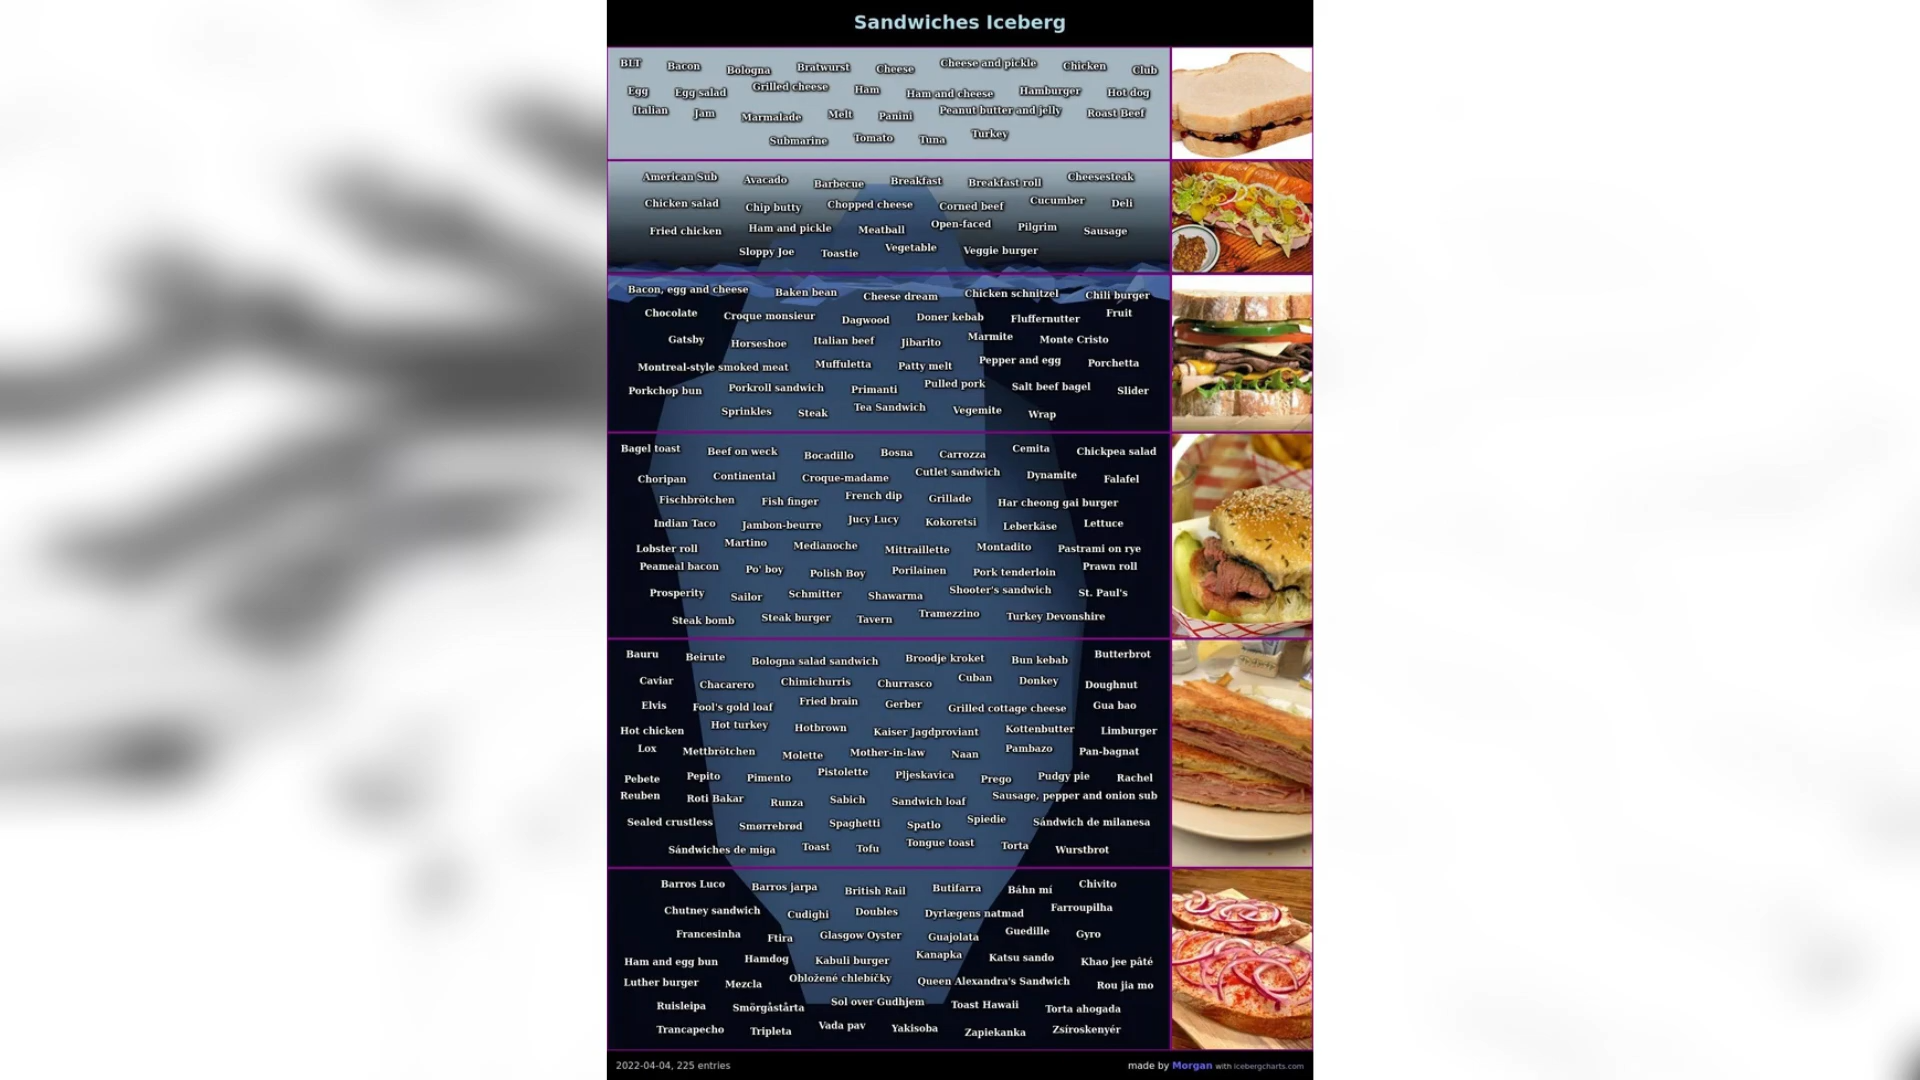 Sandwiches Iceberg
BLT Bacon Bologna Bratwurst Cheese Cheese and pickle Chicken Club
Egg Egg salad Grilled cheese Ham Ham and cheese Hamburger Hot dog
Italian Jam Marmalade Melt Panini Peanut butter and jelly Roast Beef
Submarine Tomato Tuna Turkey
American Sub Avacado Barbecue Breakfast Breakfast roll Cheesesteak
Chicken salad Chip butty Chopped cheese Corned beef Cucumber Deli
Fried chicken Ham and pickle Meatball Open-faced Pilgrim Sausage
Sloppy Joe Toastie Vegetable Veggie burger
Bacon, egg and cheese Baken bean Cheese dream Chicken schnitzel Chili burger
Chocolate Croque monsieur Dagwood Doner kebab Fluffernutter Fruit
Gatsby Horseshoe Italian beef Jibarito Marmite Monte Cristo
Montreal-style smoked meat Muffuletta Patty melt Pepper and egg Porchetta
Porkchop bun Porkroll sandwich Primanti Pulled pork Salt beef bagel Slider
Sprinkles Steak Tea Sandwich Vegemite Wrap
Bagel toast Beef on weck Bocadillo Bosna Carrozza Cemita Chickpea salad
Choripan Continental Croque-madame Cutlet sandwich Dynamite Falafel
Fischbrötchen Fish finger French dip Grillade Har cheong gai burger
Indian Taco Jambon-beurre Jucy Lucy Kokoretsi Leberkäse Lettuce
Lobster roll Martino Medianoche Mittraillette Montadito Pastrami on rye
Peameal bacon Po' boy Polish Boy Porilainen Pork tenderloin Prawn roll
Prosperity Sailor Schmitter Shawarma Shooter's sandwich St. Paul's
Steak bomb Steak burger Tavern Tramezzino Turkey Devonshire
Bauru Beirute Bologna salad sandwich Broodje kroket Bun kebab Butterbrot
Caviar Chacarero Chimichurris Churrasco Cuban Donkey Doughnut
Elvis Fool's gold loaf Fried brain Gerber Grilled cottage cheese Gua bao
Hot chicken Hot turkey Hotbrown Kaiser Jagdproviant Kottenbutter Limburger
Lox Mettbrötchen Molette Mother-in-law Naan Pambazo Pan-bagnat
Pebete Pepito Pimento Pistolette Pljeskavica Prego Pudgy pie Rachel
Reuben Roti Bakar Runza Sabich Sandwich loaf Sausage, pepper and onion sub
Sealed crustless Smørrebrød Spaghetti Spatlo Spiedie Sándwich de milanesa
Sándwiches de miga Toast Tofu Tongue toast Torta Wurstbrot
Barros Luco Barros jarpa British Rail Butifarra Báhn mí Chivito
Chutney sandwich Cudighi Doubles Dyrlægens natmad Farroupilha
Francesinha Ftira Glasgow Oyster Guajolata Guedille Gyro
Ham and egg bun Hamdog Kabuli burger Kanapka Katsu sando Khao jee pâté
Luther burger Mezcla Obložené chlebíčky Queen Alexandra's Sandwich Rou jia mo
Ruisleipa Smörgåstårta Sol over Gudhjem Toast Hawaii Torta ahogada
Trancapecho Tripleta Vada pav Yakisoba Zapiekanka Zsíroskenyér
2022-04-04, 225 entries
made by Morgan with icebergcharts.com